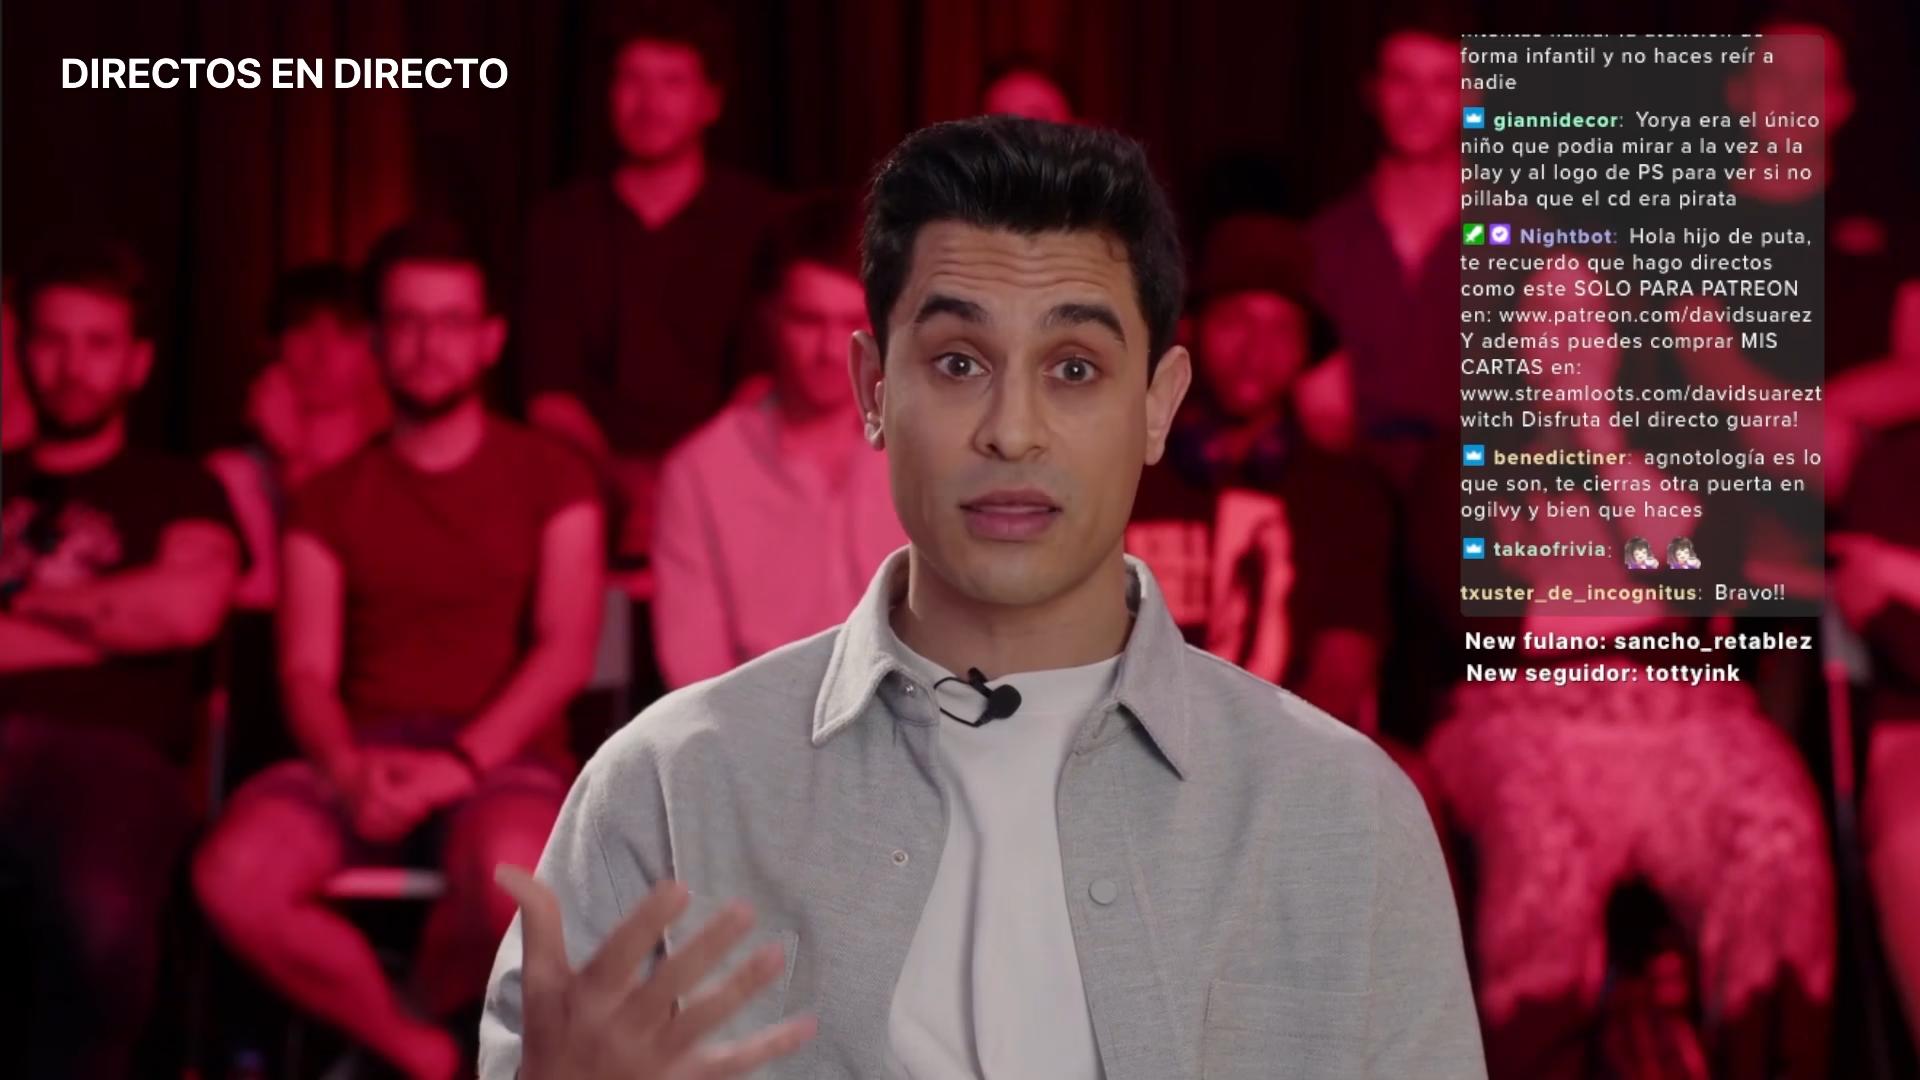 DIRECTOS EN DIRECTO
forma infantil y no haces reír a
nadie
giannidecor: Yorya era el único
niño que podia mirar a la vez a la
play y al logo de PS para ver si no
pillaba que el cd era pirata
Nightbot: Hola hijo de puta,
te recuerdo que hago directos
como este SOLO PARA PATREON
en: www.patreon.com/davidsuarez
Y además puedes comprar MIS
CARTAS en:
www.streamloots.com/davidsuarezt
witch Disfruta del directo guarra!
benedictiner: agnotología es lo
que son, te cierras otra puerta en
ogilvy y bien que haces
takaofrivia:
txuster_de_incognitus: Bravo!!
New fulano: sancho_retablez
New seguidor: tottyink